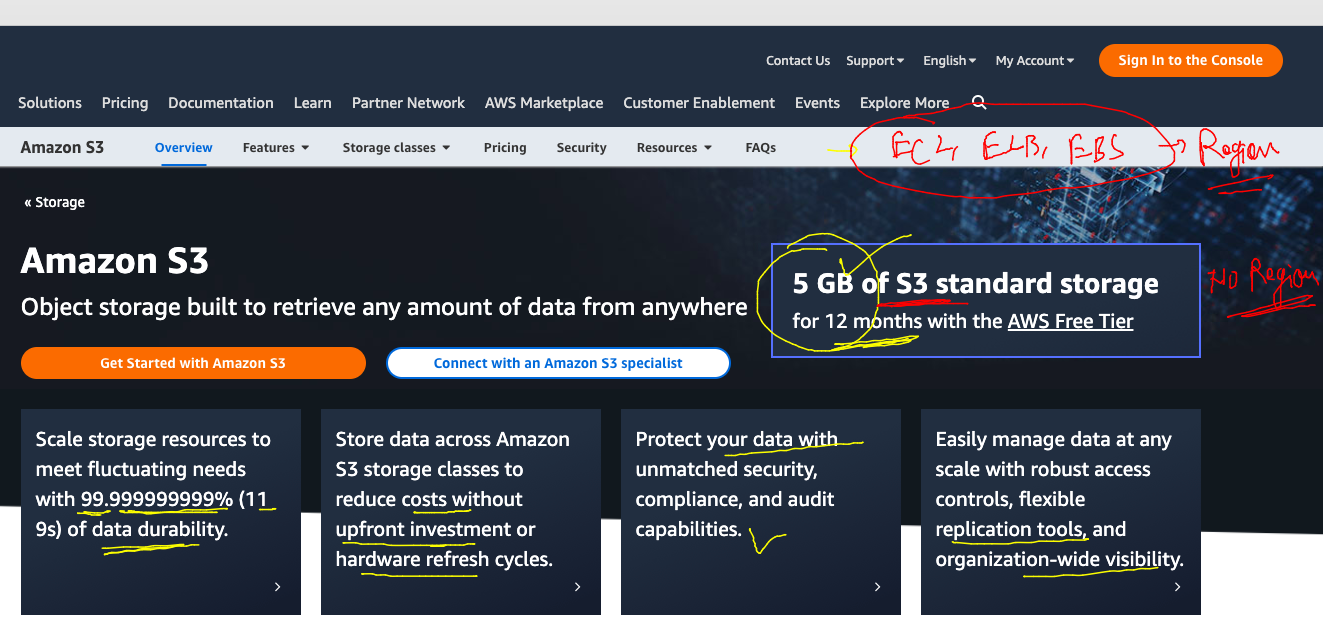 Contact Us Support English My Account Sign In to the Console
Solutions Pricing Documentation Learn Partner Network AWS Marketplace Customer Enablement Events Explore More
Amazon S3 Overview Features Storage classes Pricing Security Resources FAQs
EC2, ELB, EBS → Region
« Storage
Amazon S3
Object storage built to retrieve any amount of data from anywhere
5 GB of S3 standard storage
for 12 months with the AWS Free Tier
NO Region
Get Started with Amazon S3 Connect with an Amazon S3 specialist
Scale storage resources to
meet fluctuating needs
with 99.999999999% (11
9s) of data durability.
Store data across Amazon
S3 storage classes to
reduce costs without
upfront investment or
hardware refresh cycles.
Protect your data with
unmatched security,
compliance, and audit
capabilities.
Easily manage data at any
scale with robust access
controls, flexible
replication tools, and
organization-wide visibility.